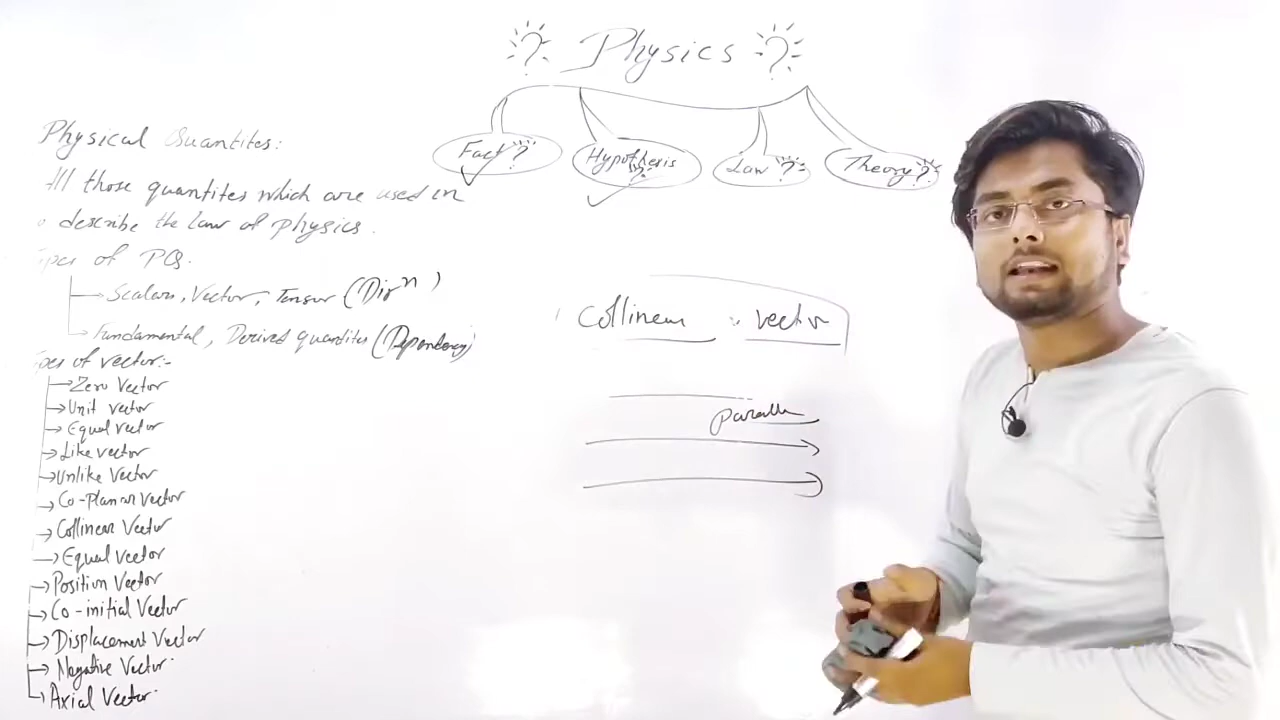 ? Physics ?
Fact? Hypothesis ? Law ? Theory?
Physical Quantites:
All those quantites which are used in
to describe the Law of physics.
Types of PQs.
Scalars, Vector, Tensor (Dirⁿ)
Fundamental, Derived quantites (Dependency)
Types of vector:-
Zero Vector
Unit vector
Equal vector
Like vector
Unlike Vector
Co-Planar Vector
Collinear Vector
Equal vector
Position Vector
Co-initial Vector
Displacement Vector
Negative Vector
Axial Vector
Collinear vector